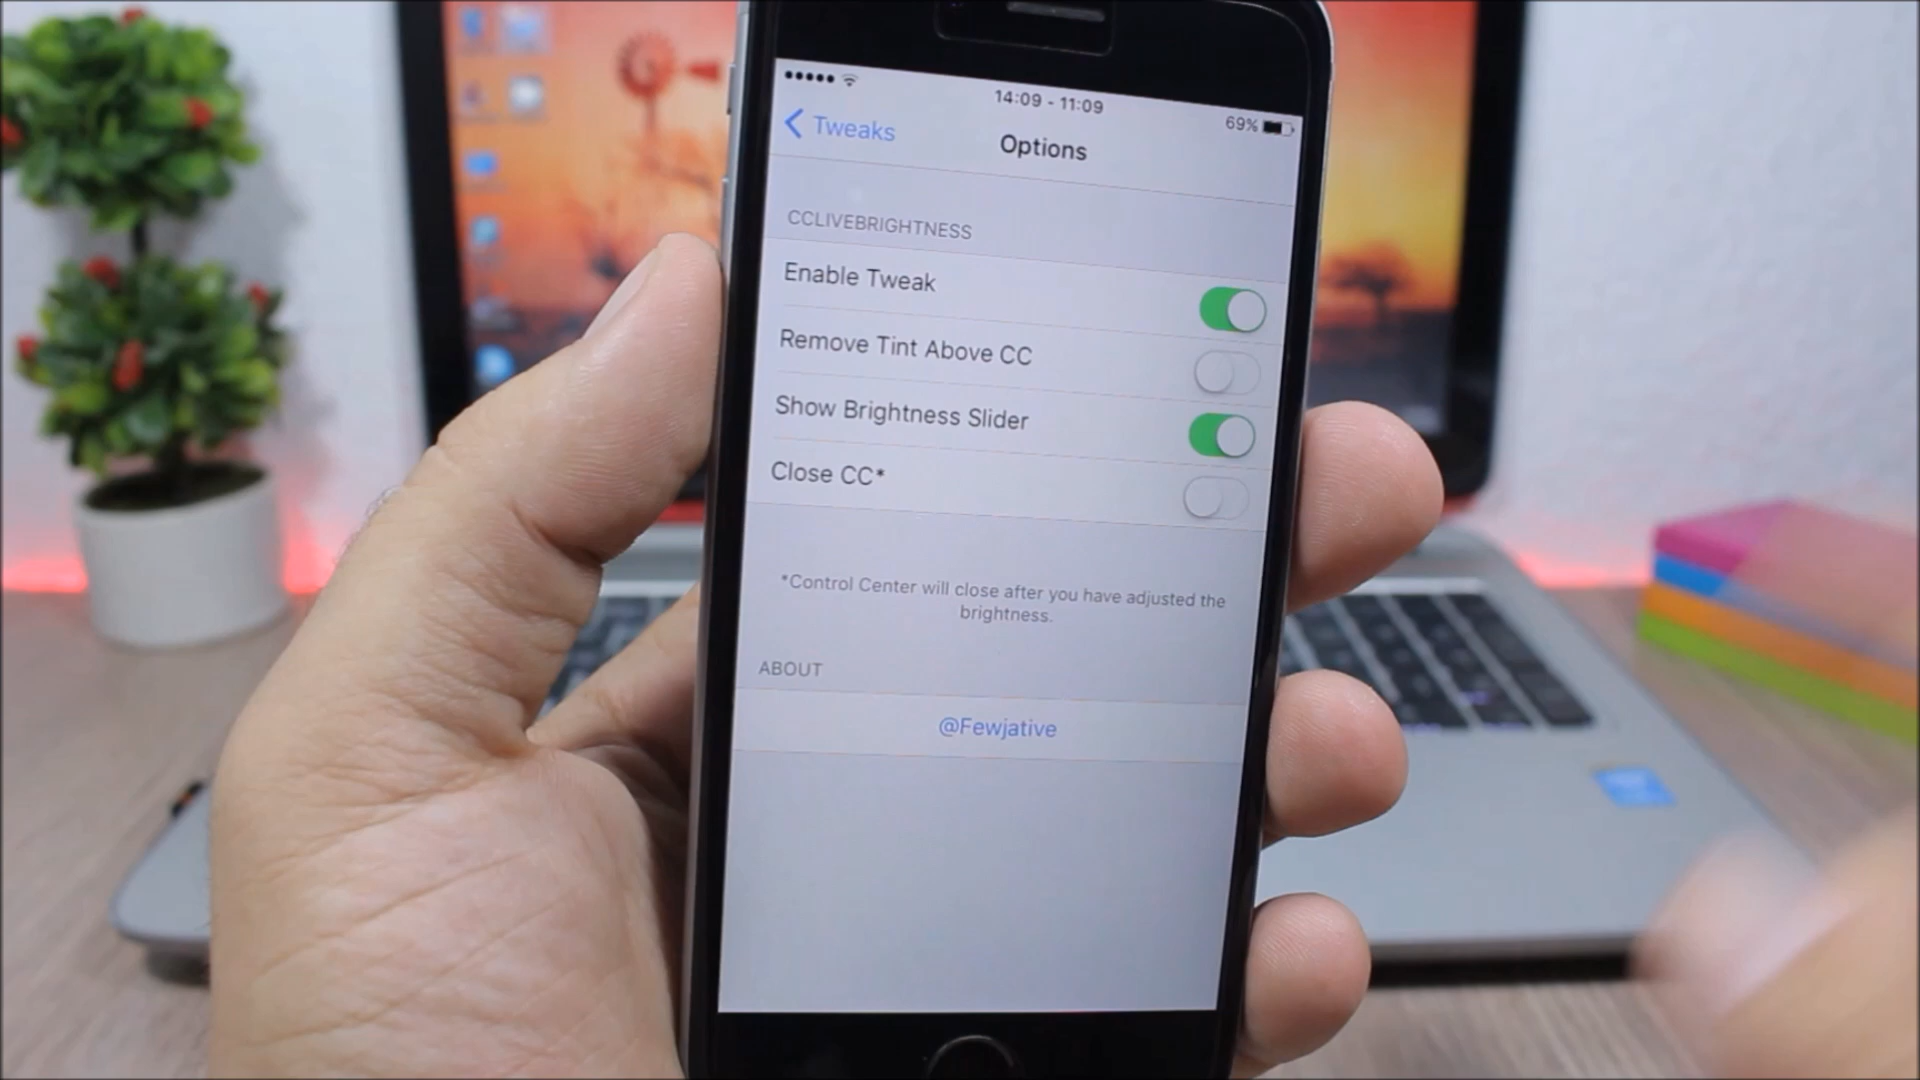 14:09 - 11:09
69%
Tweaks
Options
CCLIVEBRIGHTNESS
Enable Tweak
Remove Tint Above CC
Show Brightness Slider
Close CC*
*Control Center will close after you have adjusted the
brightness.
ABOUT
@Fewjative